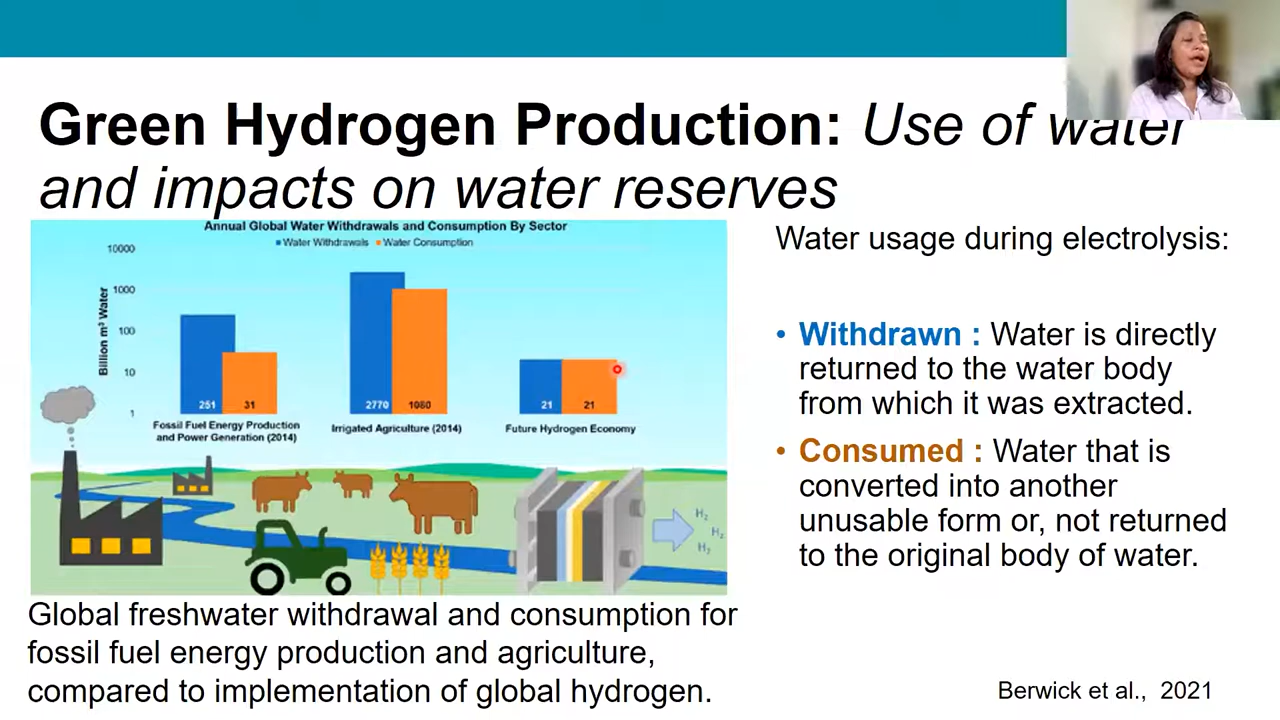 Green Hydrogen Production: Use of water
and impacts on water reserves
Annual Global Water Withdrawals and Consumption By Sector
Water Withdrawals Water Consumption
Billion m³ Water
10000
1000
100
10
1
251 31
2770 1080
21 21
Fossil Fuel Energy Production
and Power Generation (2014)
Irrigated Agriculture (2014)
Future Hydrogen Economy
H₂
H₂
H₂
Global freshwater withdrawal and consumption for
fossil fuel energy production and agriculture,
compared to implementation of global hydrogen.
Water usage during electrolysis:
• Withdrawn : Water is directly
returned to the water body
from which it was extracted.
• Consumed : Water that is
converted into another
unusable form or, not returned
to the original body of water.
Berwick et al., 2021